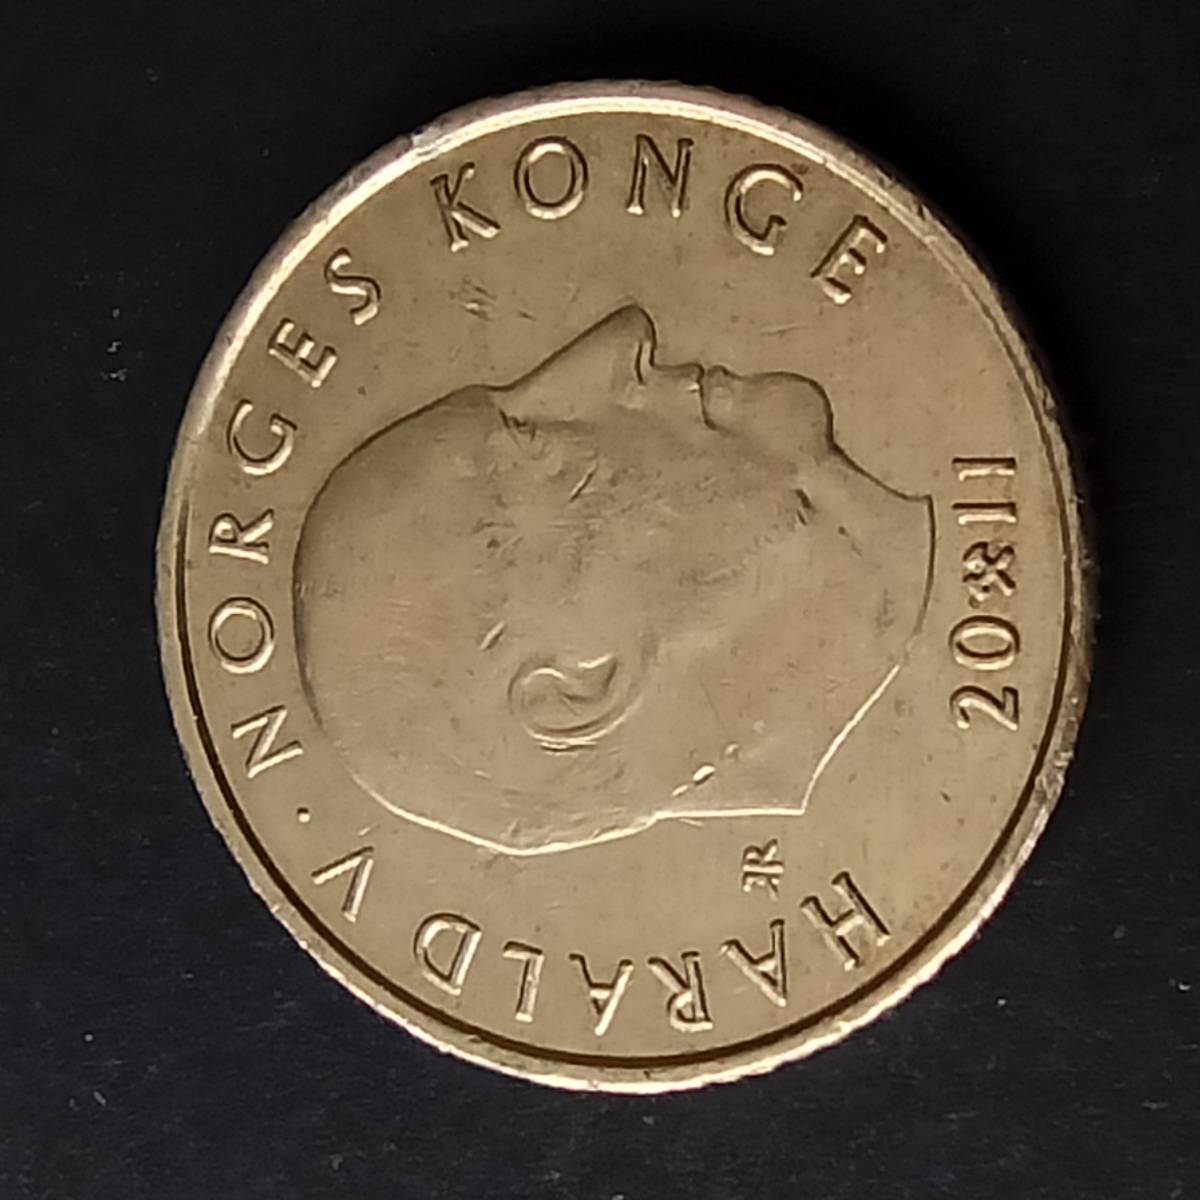 HARALD V · NORGES KONGE
20 11